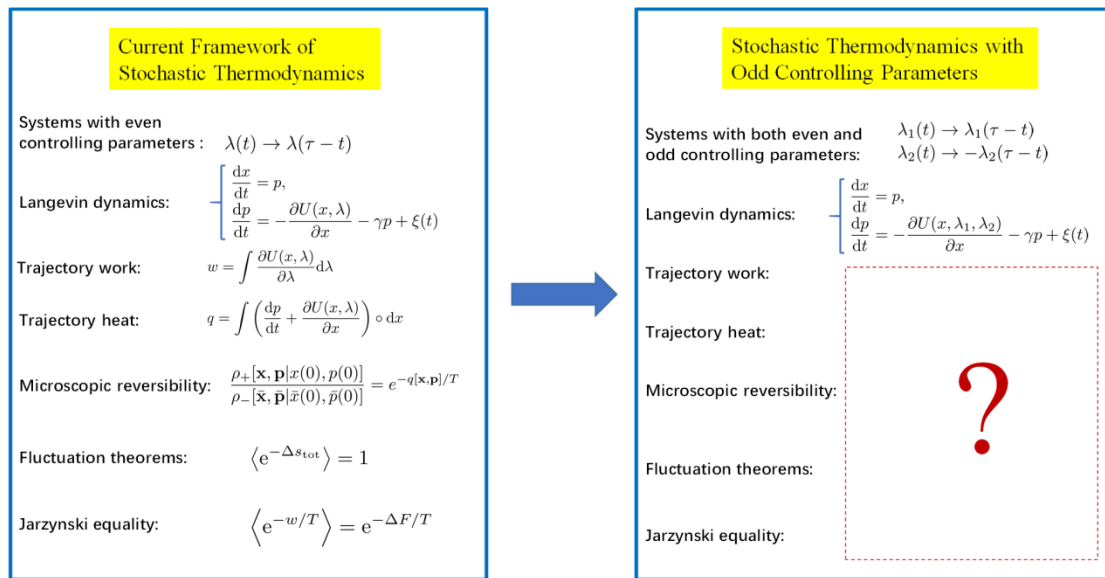 Current Framework of
Stochastic Thermodynamics
Systems with even
controlling parameters : λ(t) → λ(τ − t)
Langevin dynamics: { dx/dt = p,
dp/dt = −∂U(x, λ)/∂x − γp + ξ(t)
Trajectory work: w = ∫ ∂U(x, λ)/∂λ dλ
Trajectory heat: q = ∫ (dp/dt + ∂U(x, λ)/∂x) ∘ dx
Microscopic reversibility: ρ₊[𝐱, 𝐩|x(0), p(0)] / ρ₋[𝐱̄, 𝐩̄|x̄(0), p̄(0)] = e^{−q[𝐱,𝐩]/T}
Fluctuation theorems: ⟨e^{−Δs_tot}⟩ = 1
Jarzynski equality: ⟨e^{−w/T}⟩ = e^{−ΔF/T}
Stochastic Thermodynamics with
Odd Controlling Parameters
Systems with both even and λ₁(t) → λ₁(τ − t)
odd controlling parameters: λ₂(t) → −λ₂(τ − t)
Langevin dynamics: { dx/dt = p,
dp/dt = −∂U(x, λ₁, λ₂)/∂x − γp + ξ(t)
Trajectory work:
Trajectory heat:
Microscopic reversibility:
Fluctuation theorems:
Jarzynski equality:
?